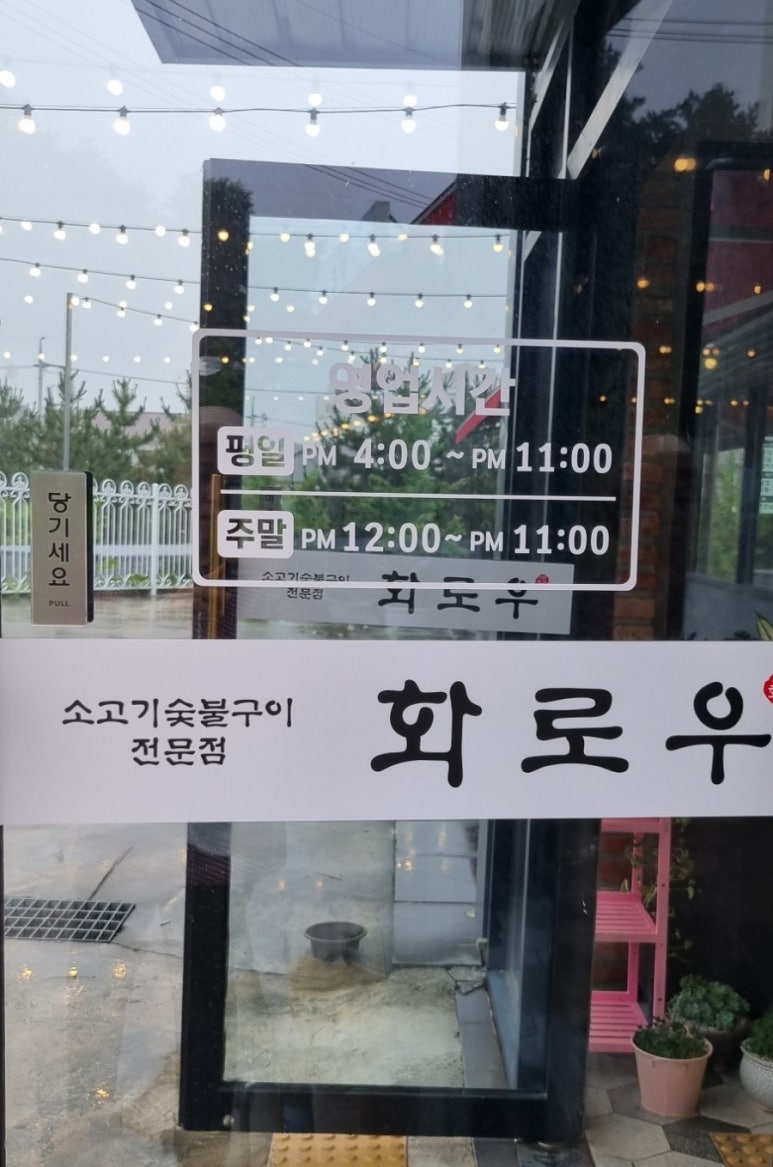 영업시간
평일 PM 4:00 ~ PM 11:00
주말 PM 12:00~ PM 11:00
당기세요
PULL
소고기숯불구이
전문점
화로우
소고기숯불구이
전문점
화로우